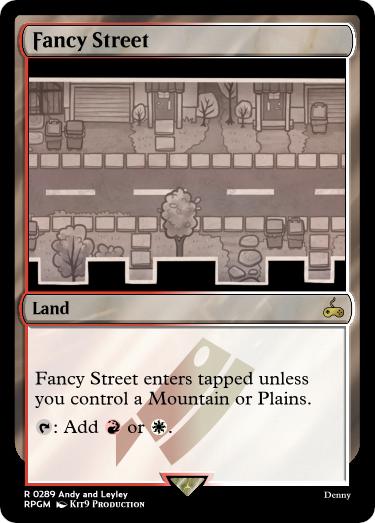 Fancy Street
Land
Fancy Street enters tapped unless
you control a Mountain or Plains.
: Add or .
R 0289 Andy and Leyley
RPGM Kit9 Production
Denny